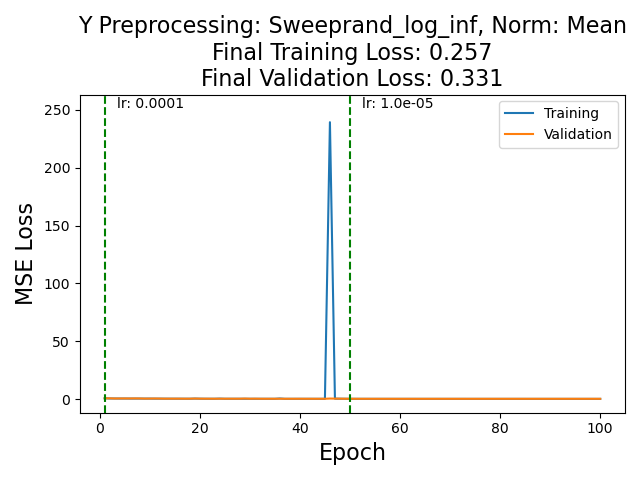 Y Preprocessing: Sweeprand_log_inf, Norm: Mean
Final Training Loss: 0.257
Final Validation Loss: 0.331
lr: 0.0001
lr: 1.0e-05
Training
Validation
250
200
150
100
50
0
MSE Loss
0
20
40
60
80
100
Epoch